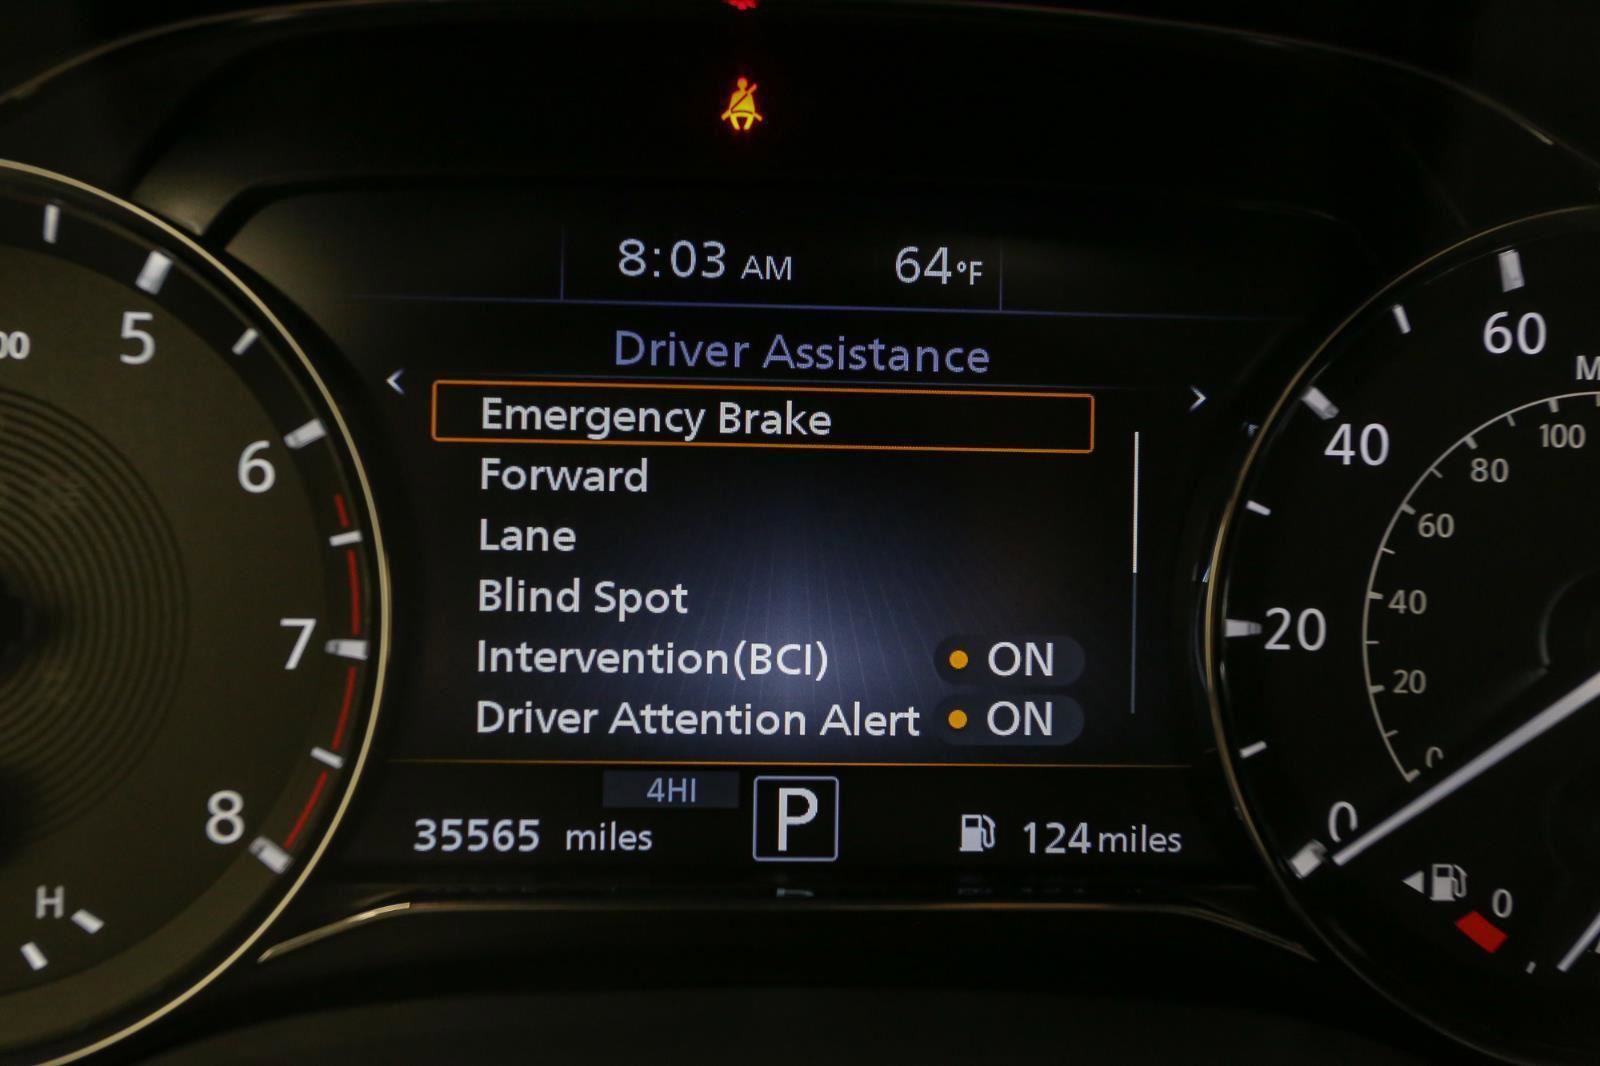 8:03 AM 64°F
Driver Assistance
Emergency Brake
Forward
Lane
Blind Spot
Intervention(BCI) ON
Driver Attention Alert ON
4HI
P
35565 miles
124 miles
5
6
7
8
H
60
40
20
0
100
80
60
40
20
0
0